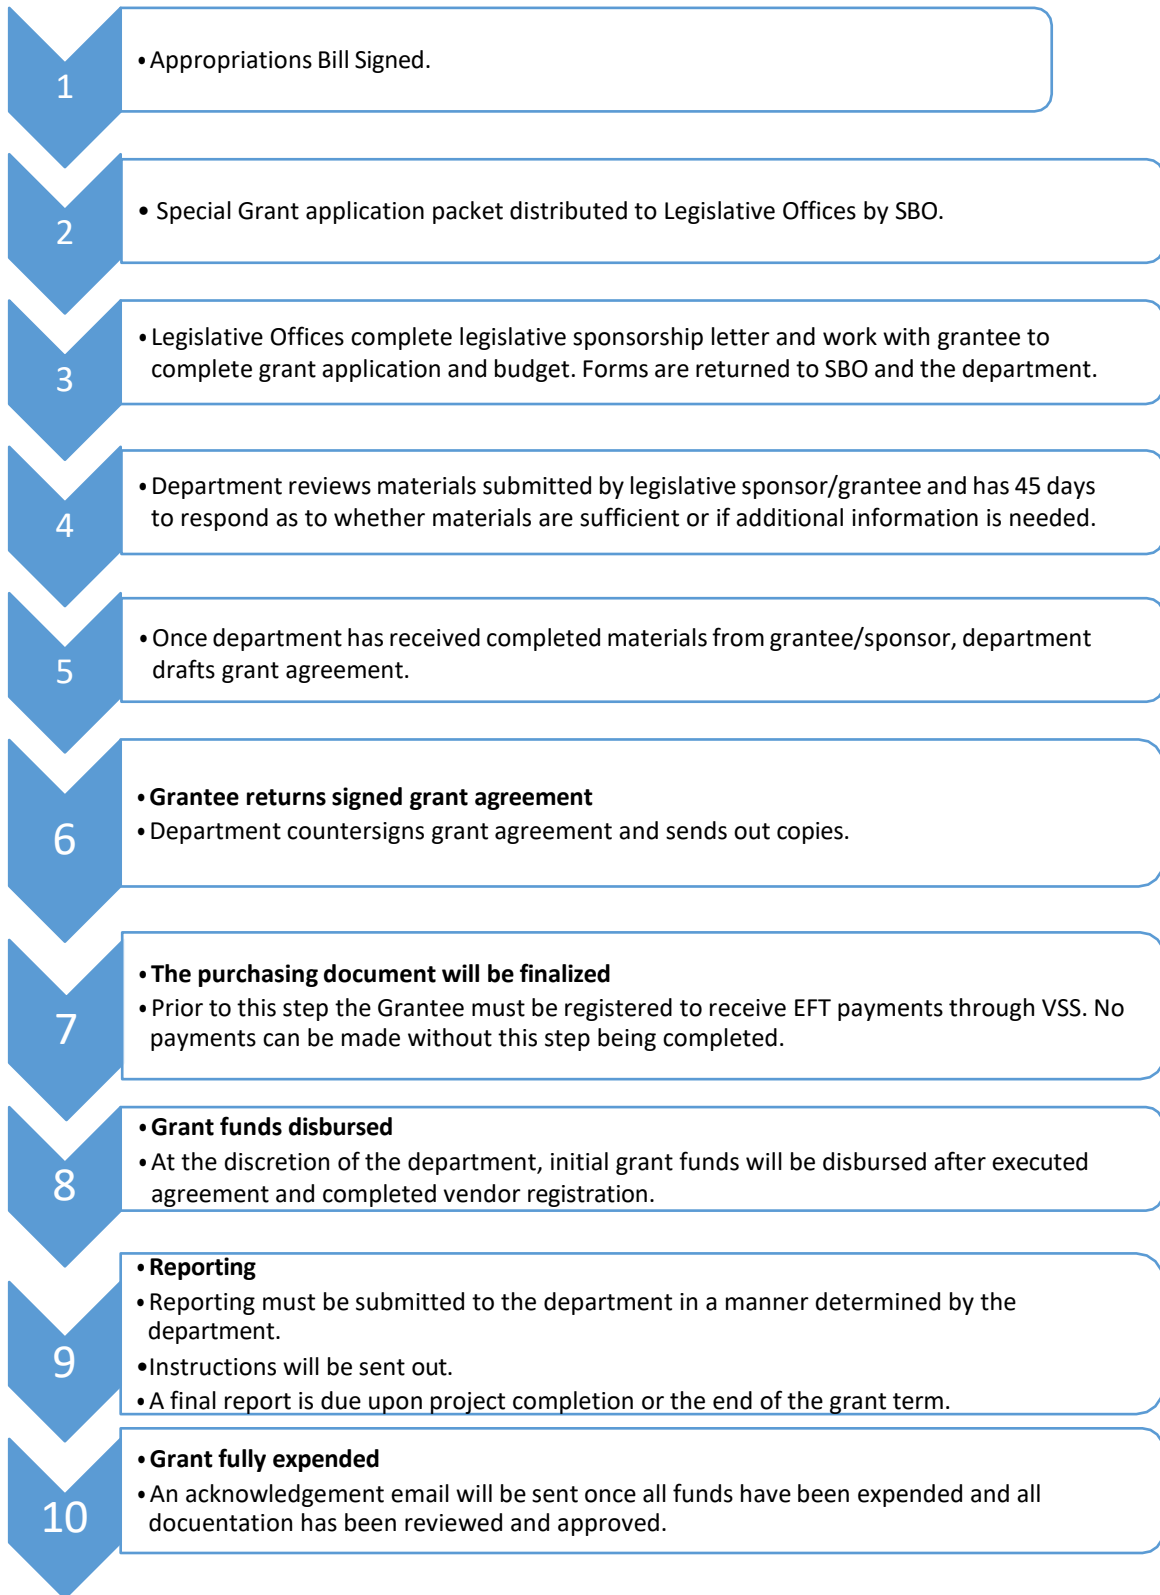 1
• Appropriations Bill Signed.
2
• Special Grant application packet distributed to Legislative Offices by SBO.
3
• Legislative Offices complete legislative sponsorship letter and work with grantee to
complete grant application and budget. Forms are returned to SBO and the department.
4
• Department reviews materials submitted by legislative sponsor/grantee and has 45 days
to respond as to whether materials are sufficient or if additional information is needed.
5
• Once department has received completed materials from grantee/sponsor, department
drafts grant agreement.
6
• Grantee returns signed grant agreement
• Department countersigns grant agreement and sends out copies.
7
• The purchasing document will be finalized
• Prior to this step the Grantee must be registered to receive EFT payments through VSS. No
payments can be made without this step being completed.
8
• Grant funds disbursed
• At the discretion of the department, initial grant funds will be disbursed after executed
agreement and completed vendor registration.
9
• Reporting
• Reporting must be submitted to the department in a manner determined by the
department.
• Instructions will be sent out.
• A final report is due upon project completion or the end of the grant term.
10
• Grant fully expended
• An acknowledgement email will be sent once all funds have been expended and all
docuentation has been reviewed and approved.